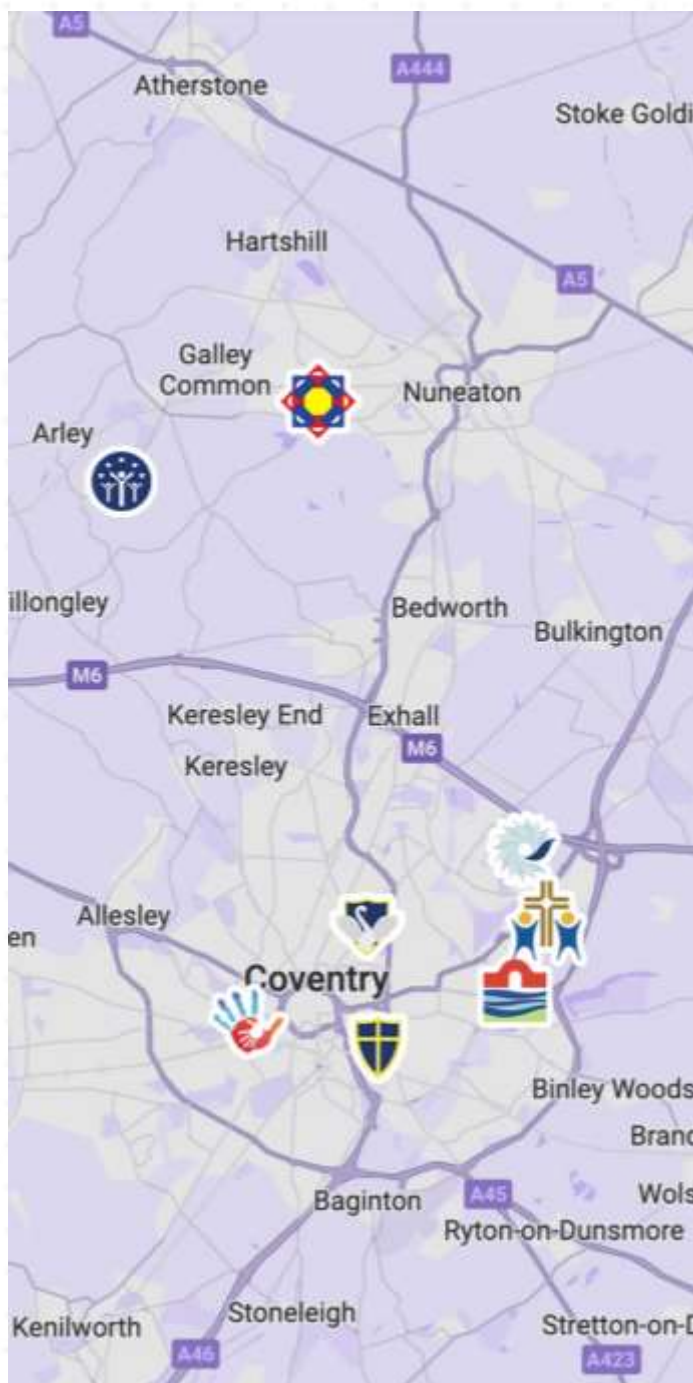 A5
A444
Atherstone
Stoke Goldi
Hartshill
A5
Galley
Common
Nuneaton
Arley
illongley
Bedworth
Bulkington
M6
Keresley End
Exhall
M6
Keresley
Allesley
en
Coventry
Binley Woods
Branc
Baginton
A45
Wols
Ryton-on-Dunsmore
Stoneleigh
Kenilworth
Stretton-on-D
A46
A423